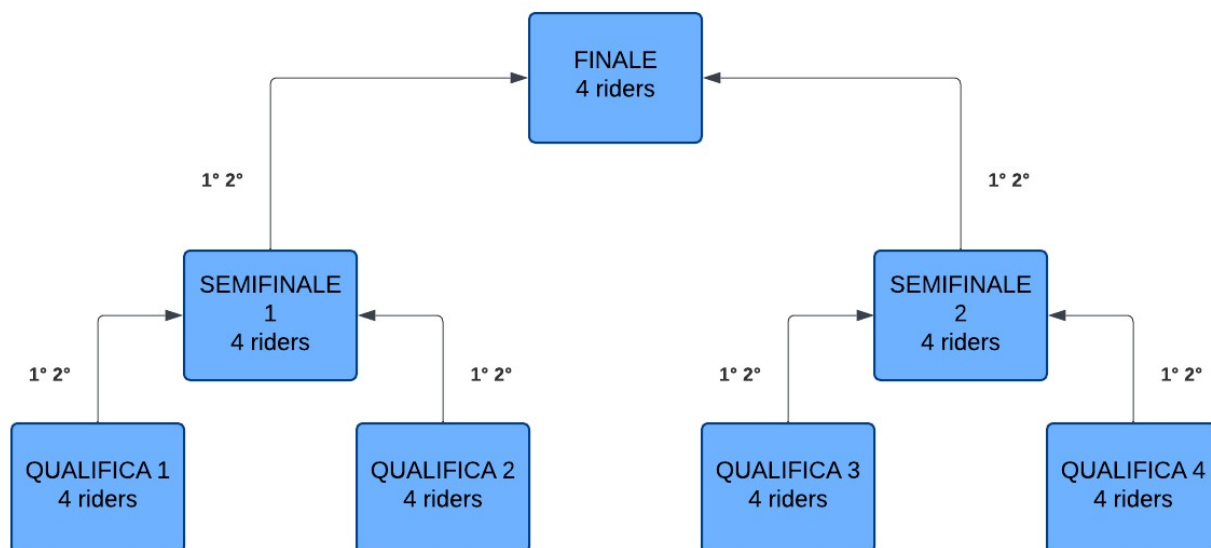 FINALE
4 riders
1° 2°
1° 2°
SEMIFINALE
1
4 riders
SEMIFINALE
2
4 riders
1° 2°
1° 2°
1° 2°
1° 2°
QUALIFICA 1
4 riders
QUALIFICA 2
4 riders
QUALIFICA 3
4 riders
QUALIFICA 4
4 riders